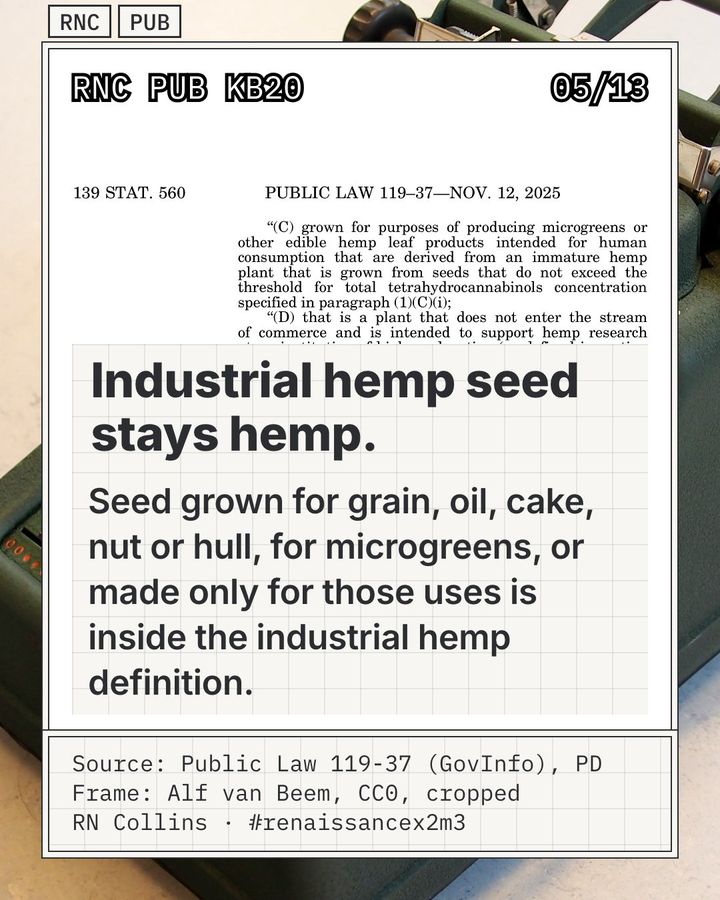 RNC PUB
RNC PUB KB20 05/13
139 STAT. 560 PUBLIC LAW 119–37—NOV. 12, 2025
“(C) grown for purposes of producing microgreens or
other edible hemp leaf products intended for human
consumption that are derived from an immature hemp
plant that is grown from seeds that do not exceed the
threshold for total tetrahydrocannabinols concentration
specified in paragraph (1)(C)(i);
“(D) that is a plant that does not enter the stream
of commerce and is intended to support hemp research
Industrial hemp seed
stays hemp.
Seed grown for grain, oil, cake,
nut or hull, for microgreens, or
made only for those uses is
inside the industrial hemp
definition.
Source: Public Law 119-37 (GovInfo), PD
Frame: Alf van Beem, CC0, cropped
RN Collins · #renaissancex2m3